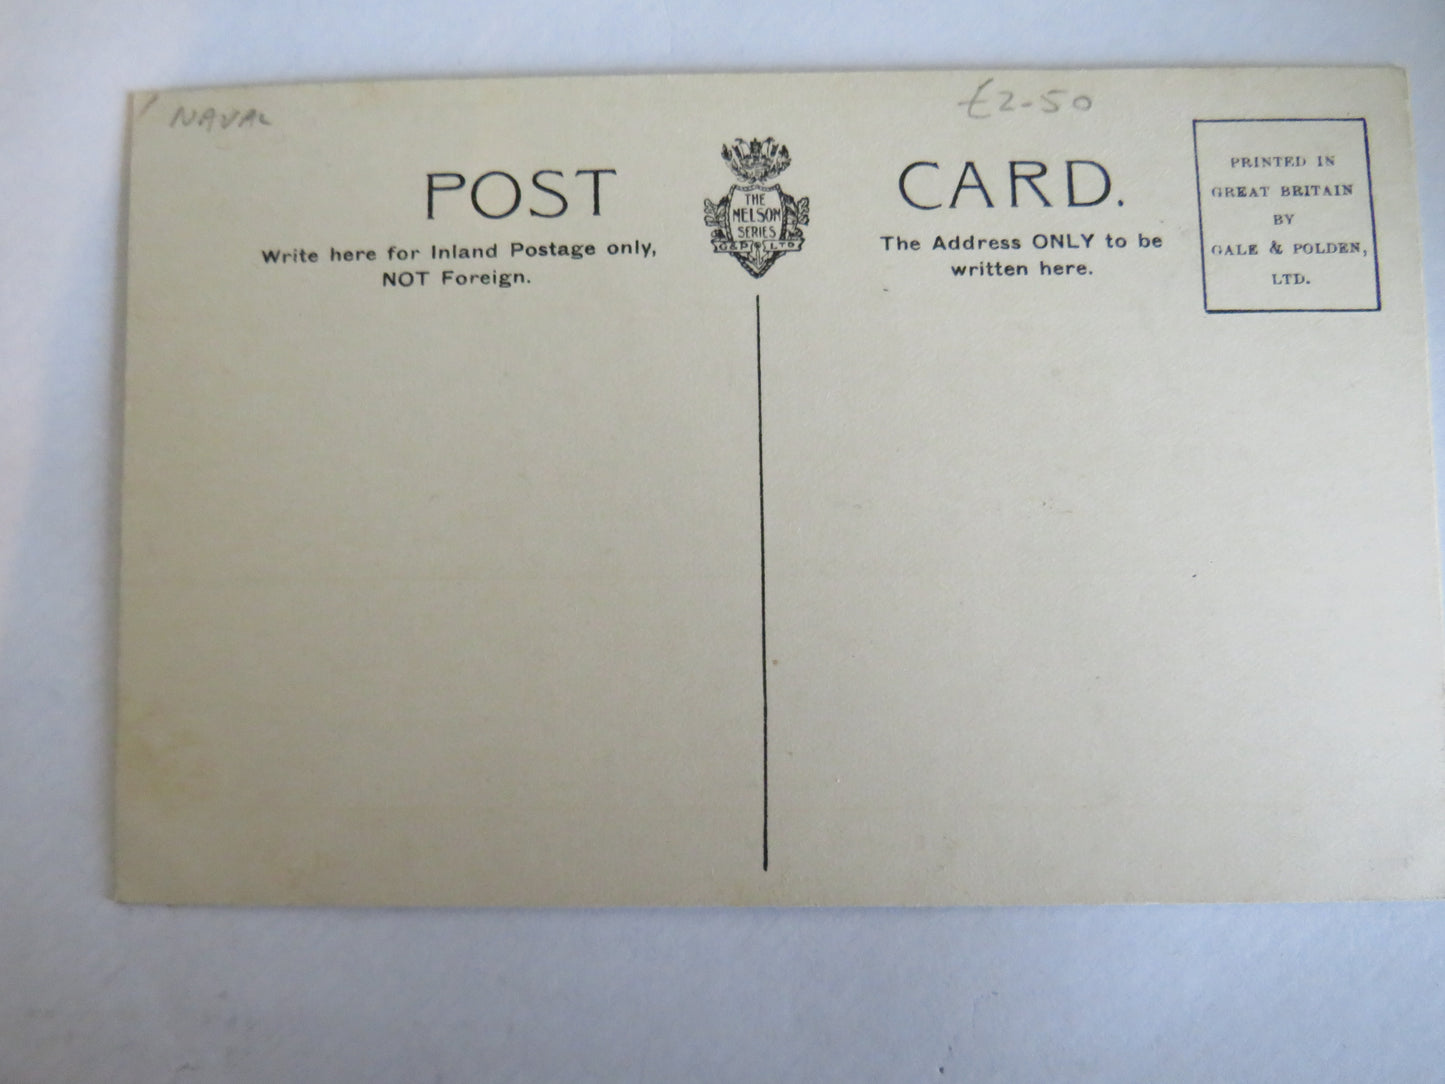 NAVAL
£2-50
POST CARD.
THE
NELSON
SERIES
G&P LTD
Write here for Inland Postage only,
NOT Foreign.
The Address ONLY to be
written here.
PRINTED IN
GREAT BRITAIN
BY
GALE & POLDEN,
LTD.